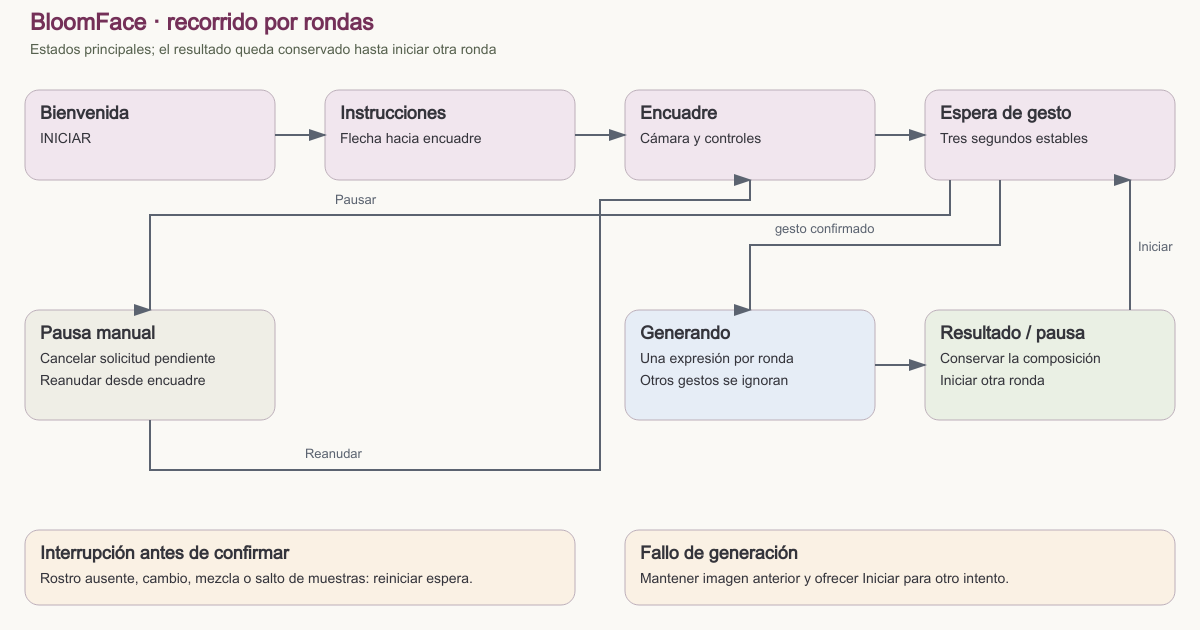 BloomFace · recorrido por rondas
Estados principales; el resultado queda conservado hasta iniciar otra ronda
Bienvenida
INICIAR
Instrucciones
Flecha hacia encuadre
Encuadre
Cámara y controles
Espera de gesto
Tres segundos estables
Pausar
gesto confirmado
Iniciar
Pausa manual
Cancelar solicitud pendiente
Reanudar desde encuadre
Generando
Una expresión por ronda
Otros gestos se ignoran
Resultado / pausa
Conservar la composición
Iniciar otra ronda
Reanudar
Interrupción antes de confirmar
Rostro ausente, cambio, mezcla o salto de muestras: reiniciar espera.
Fallo de generación
Mantener imagen anterior y ofrecer Iniciar para otro intento.